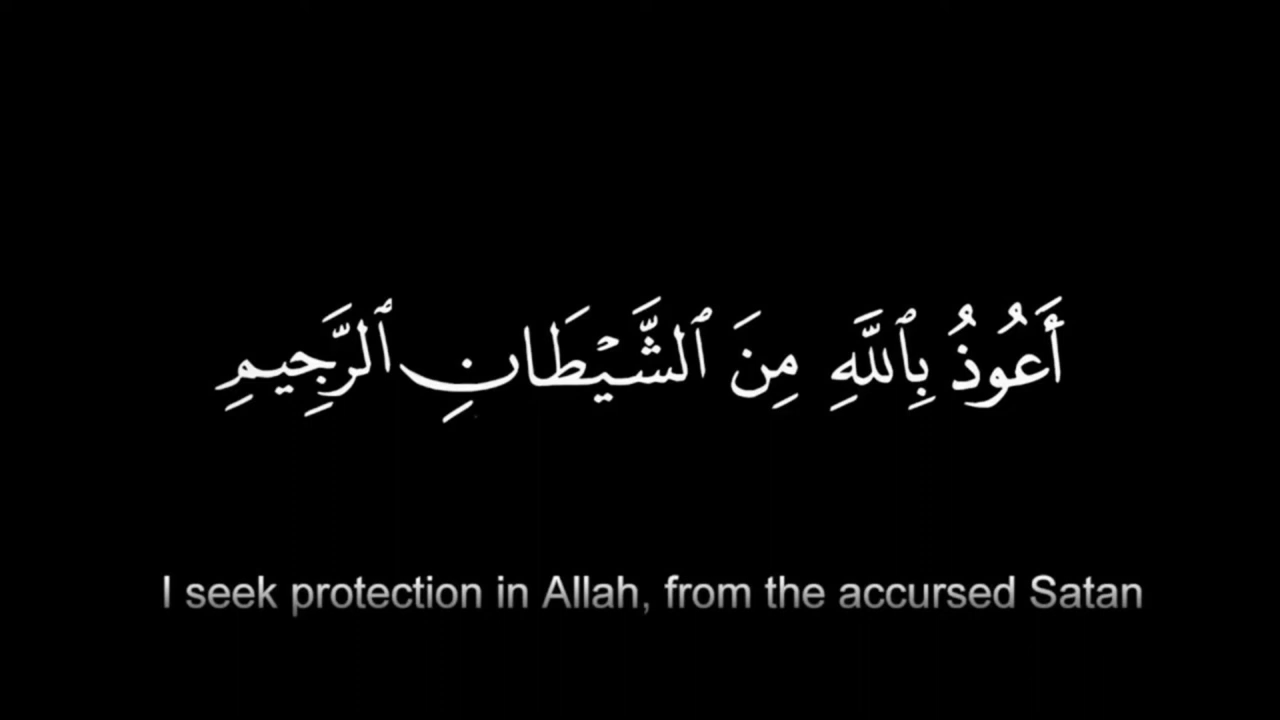 أَعُوذُ بِٱللَّهِ مِنَ ٱلشَّيْطَانِ ٱلرَّجِيمِ
I seek protection in Allah, from the accursed Satan